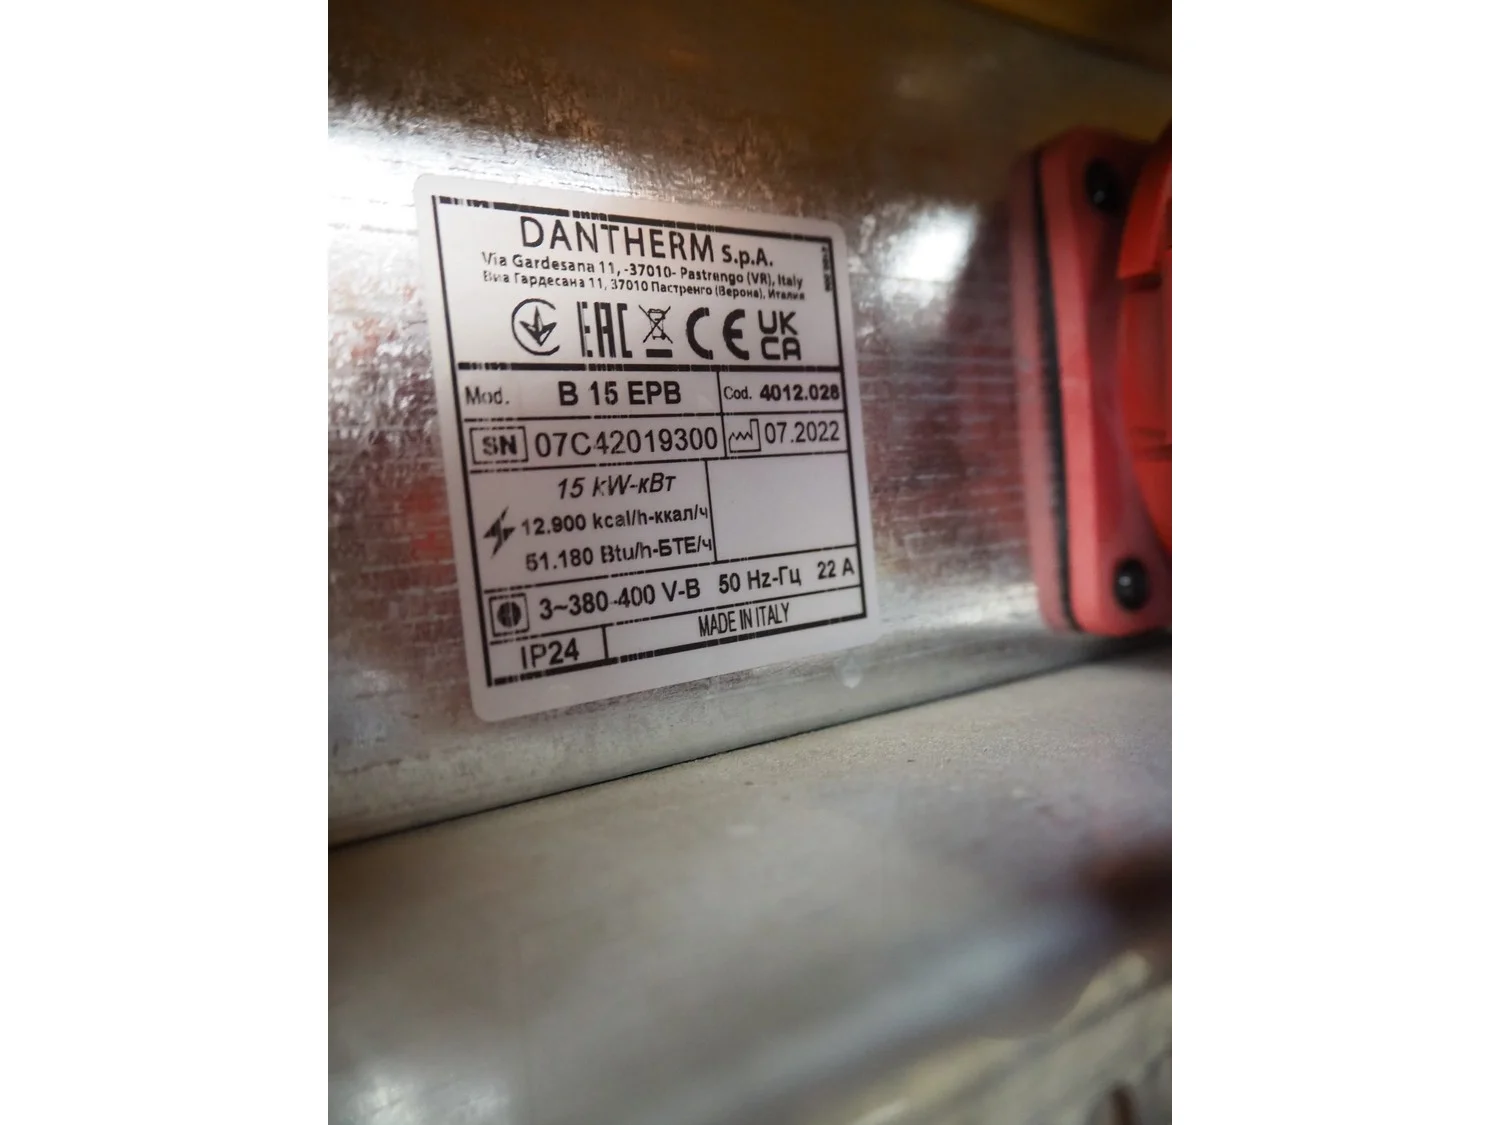 DANTHERM S.p.A.
Via Gardesana 11, -37010- Pastrengo (VR), Italy
Виа Гардесана 11, 37010 Пастренго (Верона), Италия
EAC CE UK CA
Mod. B 15 EPB Cod. 4012.028
SN 07C42019300 07.2022
15 kW-кВт
12.900 kcal/h-ккал/ч
51.180 Btu/h-БТЕ/ч
3~380-400 V-В 50 Hz-Гц 22 A
IP24 MADE IN ITALY